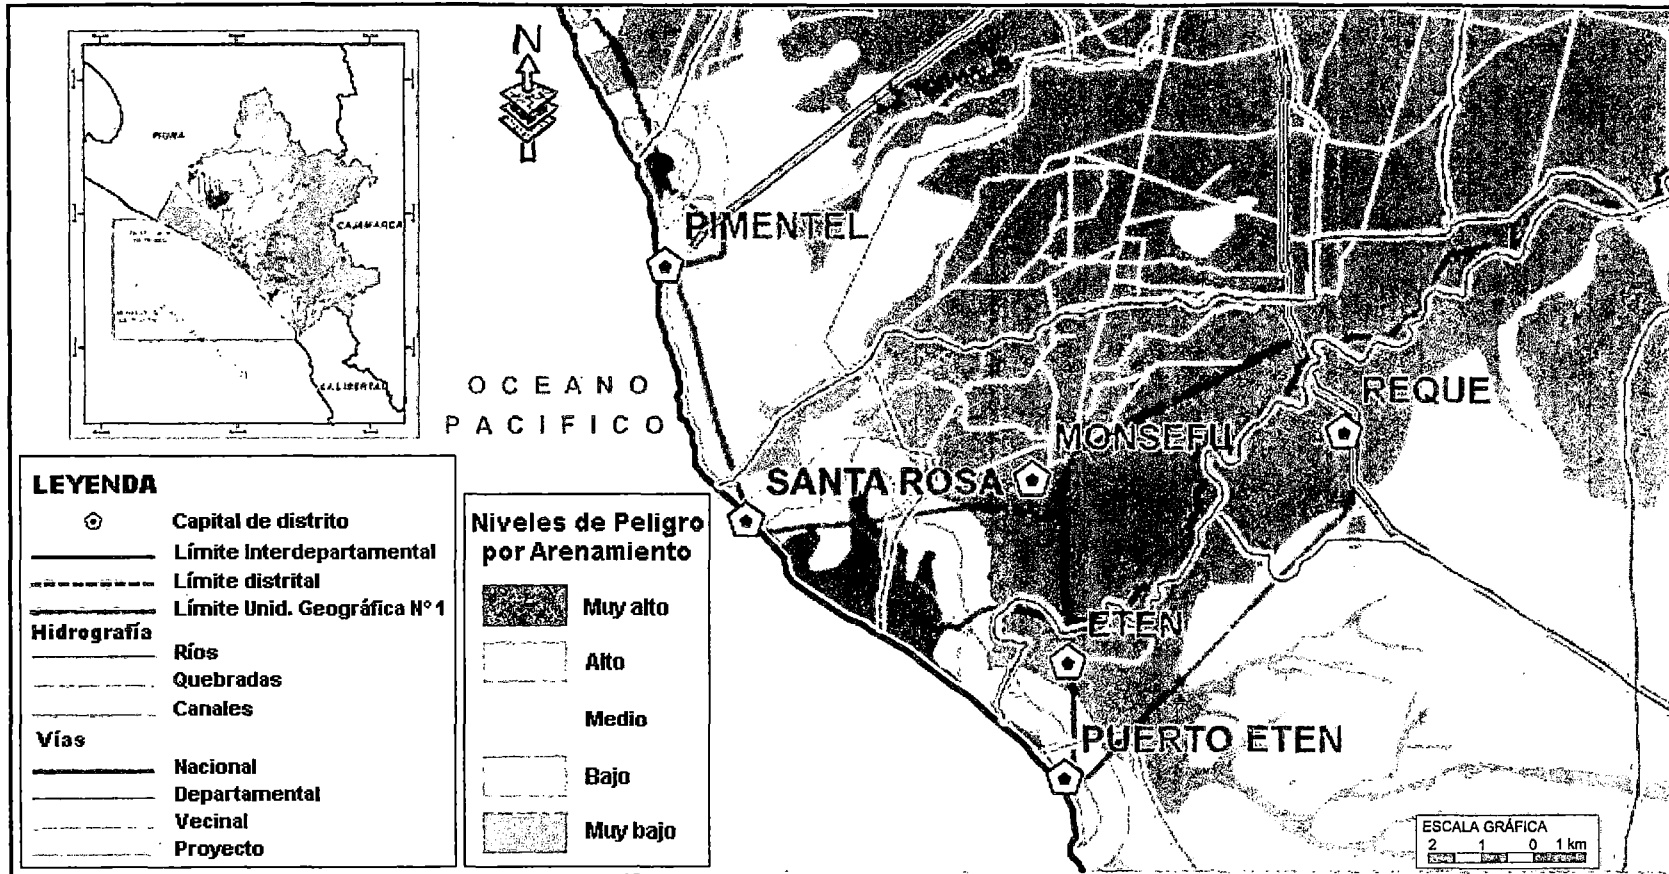 N
PIURA
CAJAMARCA
LA LIBERTAD
PIMENTEL
OCEANO
PACIFICO
REQUE
MONSEFU
SANTA ROSA
ETEN
PUERTO ETEN
LEYENDA
Capital de distrito
Límite Interdepartamental
Límite distrital
Límite Unid. Geográfica N° 1
Hidrografía
Ríos
Quebradas
Canales
Vías
Nacional
Departamental
Vecinal
Proyecto
Niveles de Peligro
por Arenamiento
Muy alto
Alto
Medio
Bajo
Muy bajo
ESCALA GRÁFICA
2 1 0 1 km